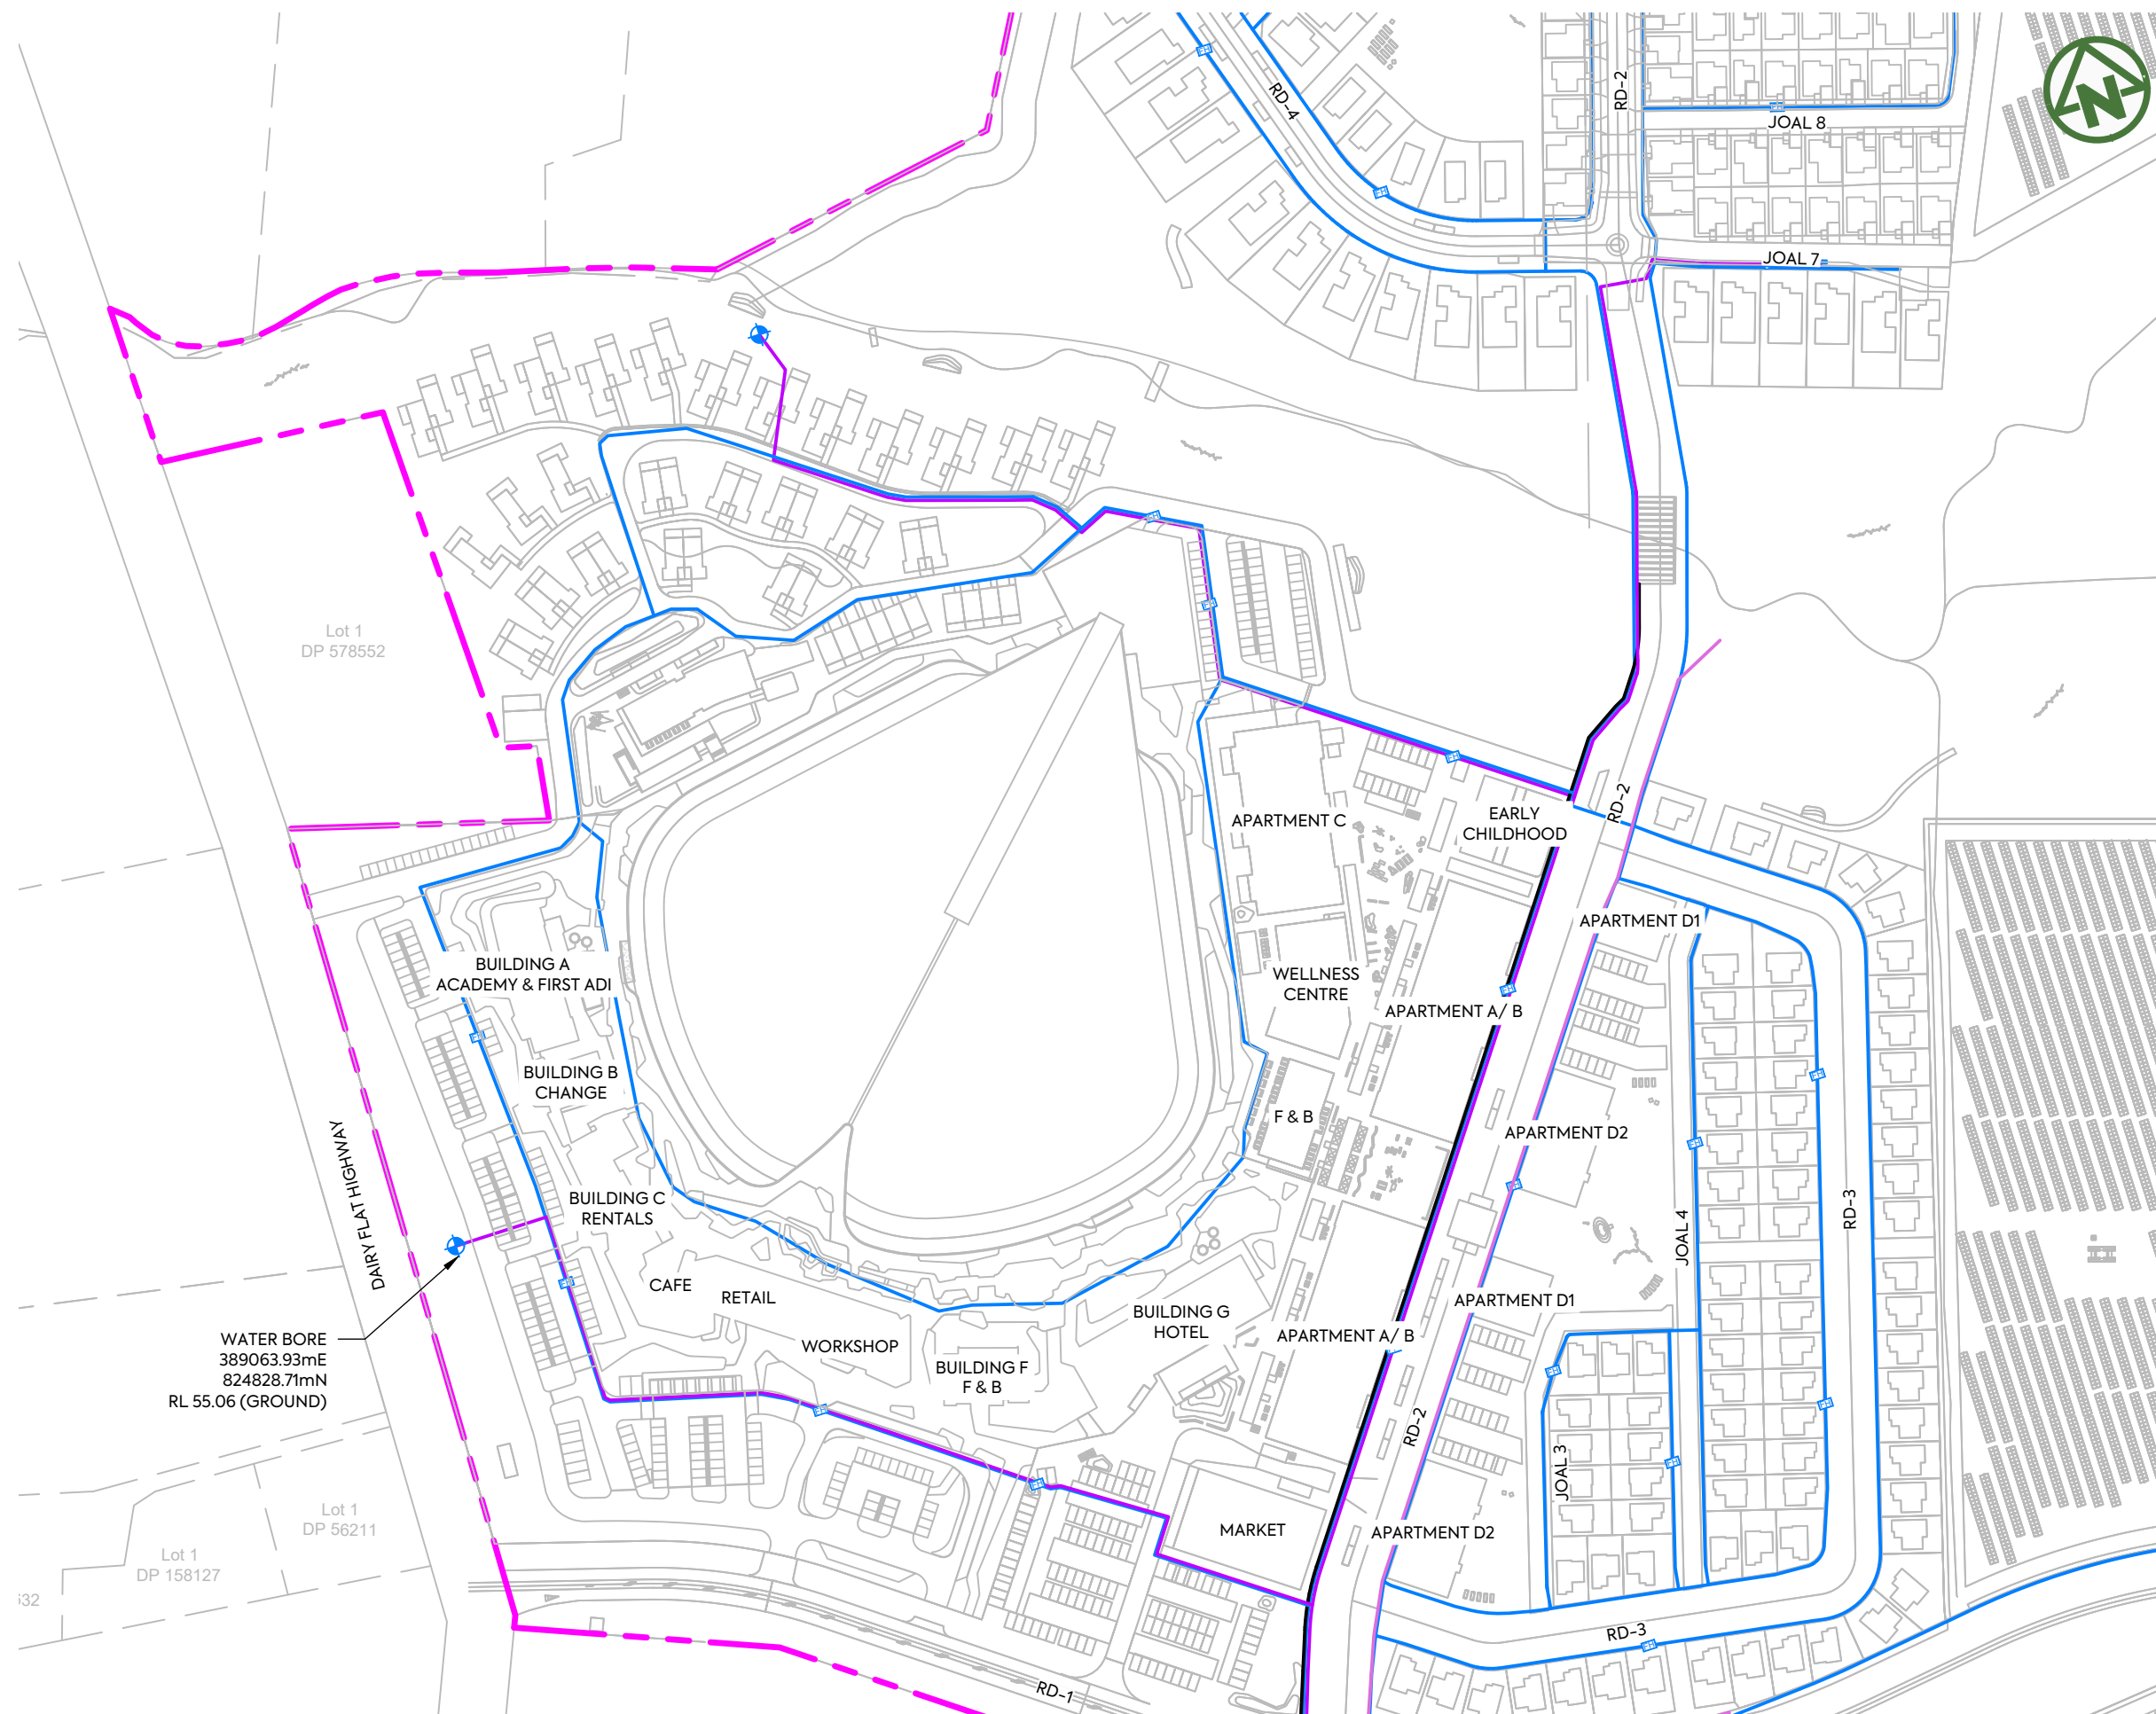 RD-4
RD-2
JOAL 8
N
JOAL 7
Lot 1
DP 578552
RD-2
APARTMENT C
EARLY
CHILDHOOD
APARTMENT D1
BUILDING A
ACADEMY & FIRST ADI
WELLNESS
CENTRE
APARTMENT A/ B
BUILDING B
CHANGE
F & B
APARTMENT D2
DAIRY FLAT HIGHWAY
BUILDING C
RENTALS
JOAL 4
RD-3
CAFE
RETAIL
APARTMENT D1
BUILDING G
HOTEL
APARTMENT A/ B
WATER BORE
389063.93mE
824828.71mN
RL 55.06 (GROUND)
WORKSHOP
BUILDING F
F & B
RD-2
JOAL 3
Lot 1
DP 56211
MARKET
APARTMENT D2
Lot 1
DP 158127
RD-3
RD-1